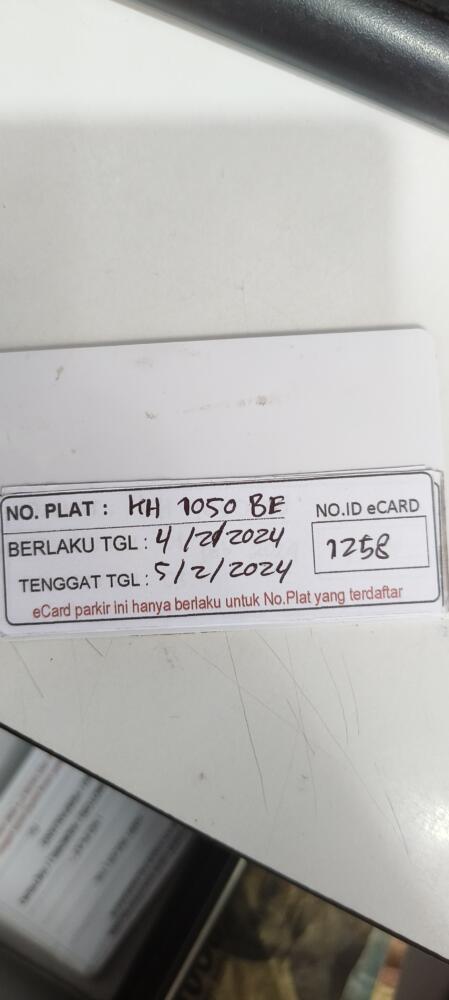 NO. PLAT : KH 1050 BE
NO.ID eCARD
BERLAKU TGL : 4/2/2024
1258
TENGGAT TGL : 5/2/2024
eCard parkir ini hanya berlaku untuk No.Plat yang terdaftar